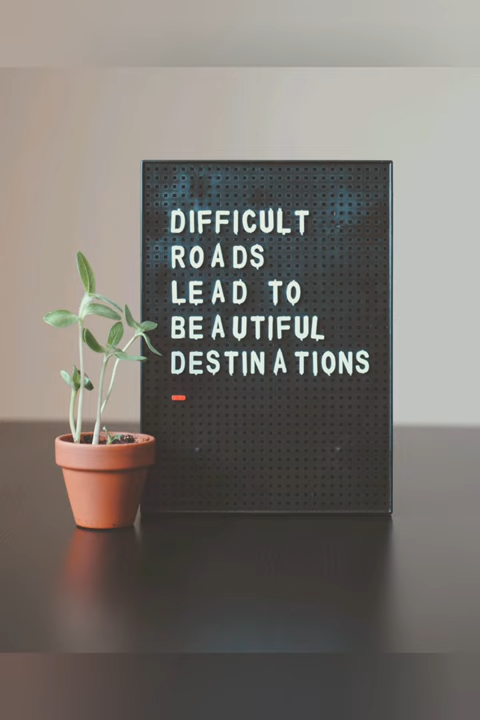 DIFFICULT
ROADS
LEAD TO
BEAUTIFUL
DESTINATIONS